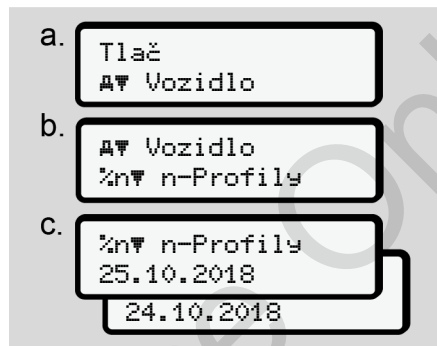 a.
Tlač
A▼ Vozidlo
b.
A▼ Vozidlo
%n▼ n-Profily
c.
%n▼ n-Profily
25.10.2018
24.10.2018